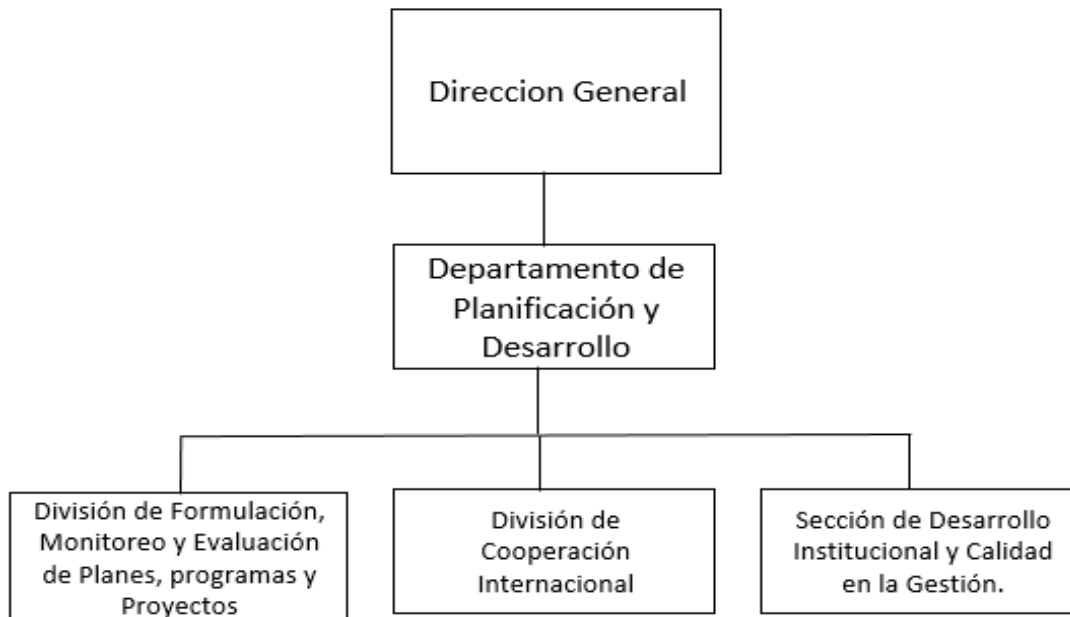 Direccion General
Departamento de
Planificación y
Desarrollo
División de Formulación,
Monitoreo y Evaluación
de Planes, programas y
Proyectos
División de
Cooperación
Internacional
Sección de Desarrollo
Institucional y Calidad
en la Gestión.